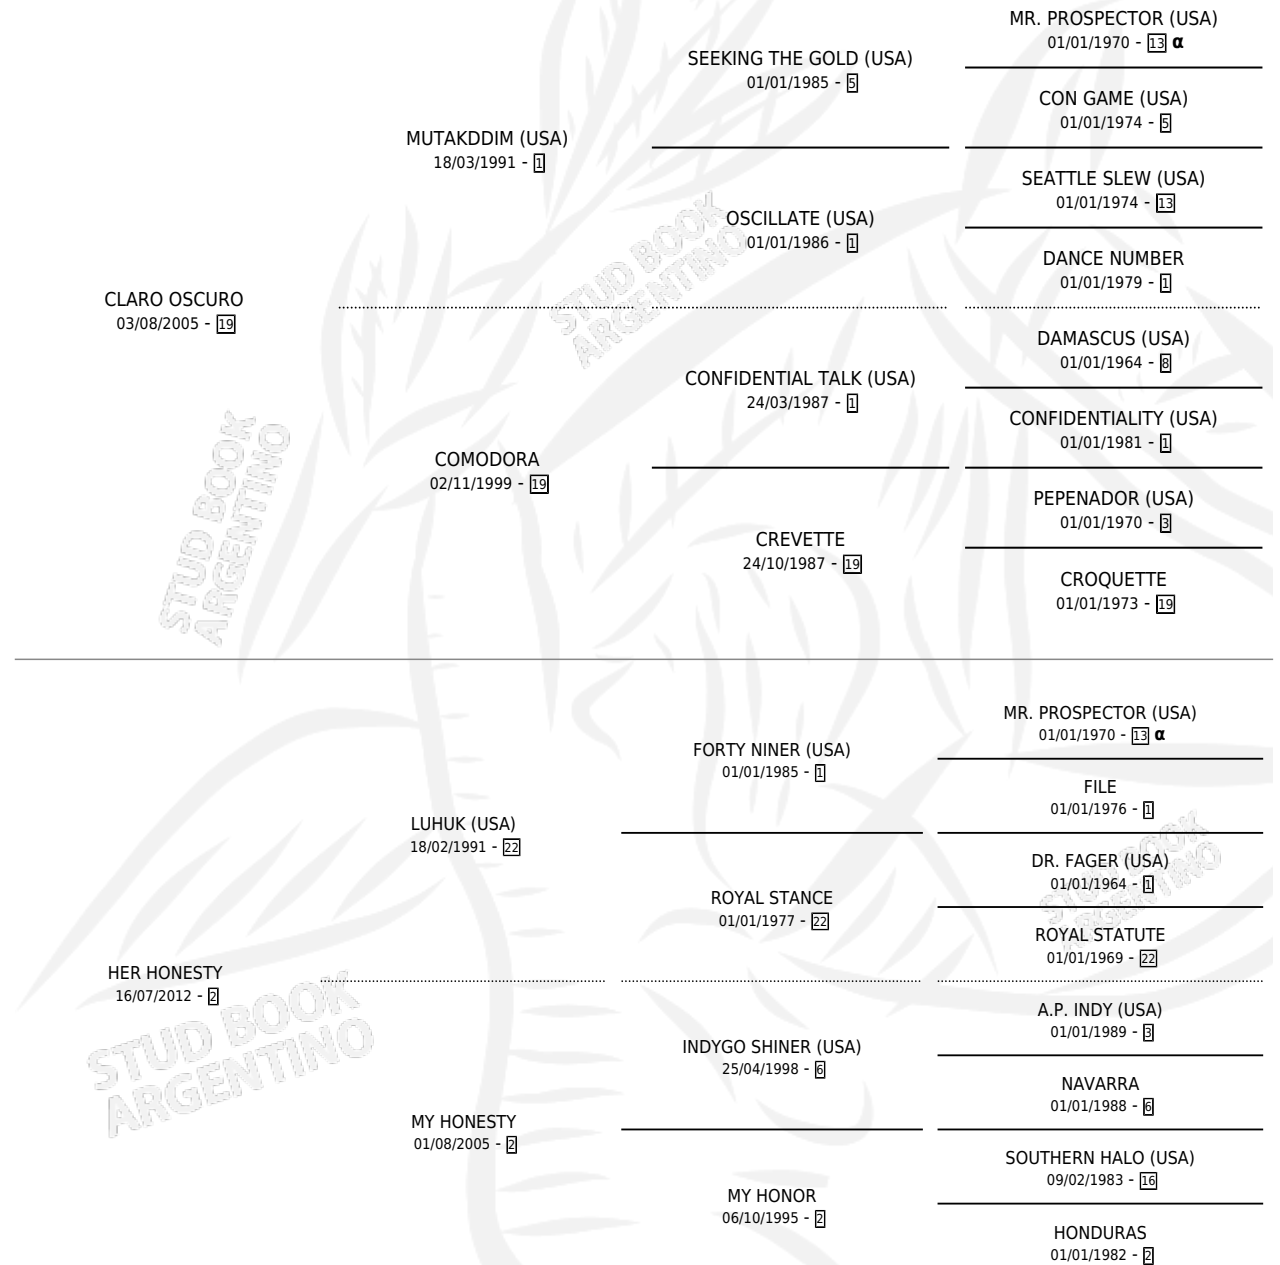 MR. PROSPECTOR (USA)
01/01/1970 - 13 α
SEEKING THE GOLD (USA)
01/01/1985 - 5
CON GAME (USA)
01/01/1974 - 5
MUTAKDDIM (USA)
18/03/1991 - 1
SEATTLE SLEW (USA)
01/01/1974 - 13
OSCILLATE (USA)
01/01/1986 - 1
DANCE NUMBER
01/01/1979 - 1
CLARO OSCURO
03/08/2005 - 19
DAMASCUS (USA)
01/01/1964 - 8
CONFIDENTIAL TALK (USA)
24/03/1987 - 1
CONFIDENTIALITY (USA)
01/01/1981 - 1
COMODORA
02/11/1999 - 19
PEPENADOR (USA)
01/01/1970 - 3
CREVETTE
24/10/1987 - 19
CROQUETTE
01/01/1973 - 19
MR. PROSPECTOR (USA)
01/01/1970 - 13 α
FORTY NINER (USA)
01/01/1985 - 1
FILE
01/01/1976 - 1
LUHUK (USA)
18/02/1991 - 22
DR. FAGER (USA)
01/01/1964 - 1
ROYAL STANCE
01/01/1977 - 22
ROYAL STATUTE
01/01/1969 - 22
HER HONESTY
16/07/2012 - 2
A.P. INDY (USA)
01/01/1989 - 3
INDYGO SHINER (USA)
25/04/1998 - 6
NAVARRA
01/01/1988 - 6
MY HONESTY
01/08/2005 - 2
SOUTHERN HALO (USA)
09/02/1983 - 16
MY HONOR
06/10/1995 - 2
HONDURAS
01/01/1982 - 2
STUD BOOK
ARGENTINO
STUD BOOK
ARGENTINO
STUD BOOK
ARGENTINO
STUD BOOK
ARGENTINO